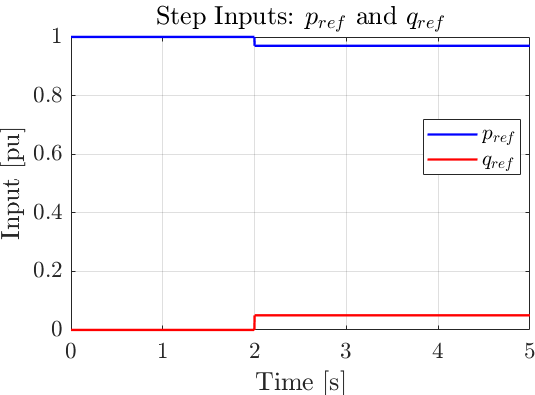 Step Inputs: p_ref and q_ref
1
0.8
0.6
0.4
0.2
0
Input [pu]
p_ref
q_ref
0 1 2 3 4 5
Time [s]